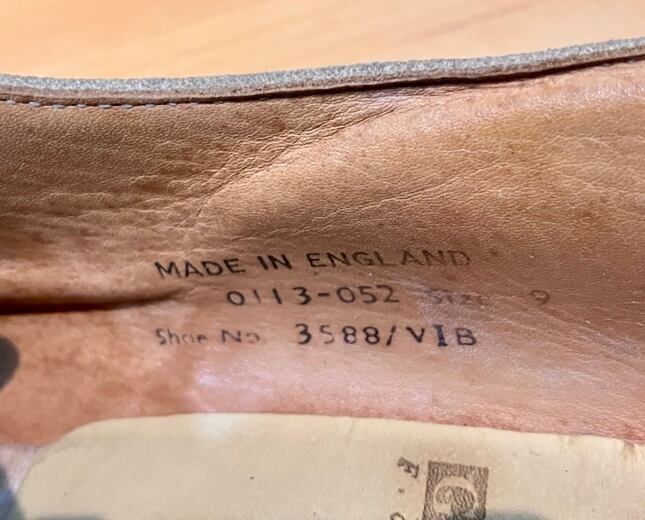 MADE IN ENGLAND
0113-052 Size 9
Shoe No 3588/VIB
F.
G